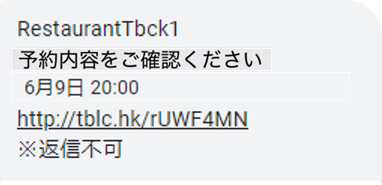 RestaurantTbck1
予約内容をご確認ください
6月9日 20:00
http://tblc.hk/rUWF4MN
※返信不可